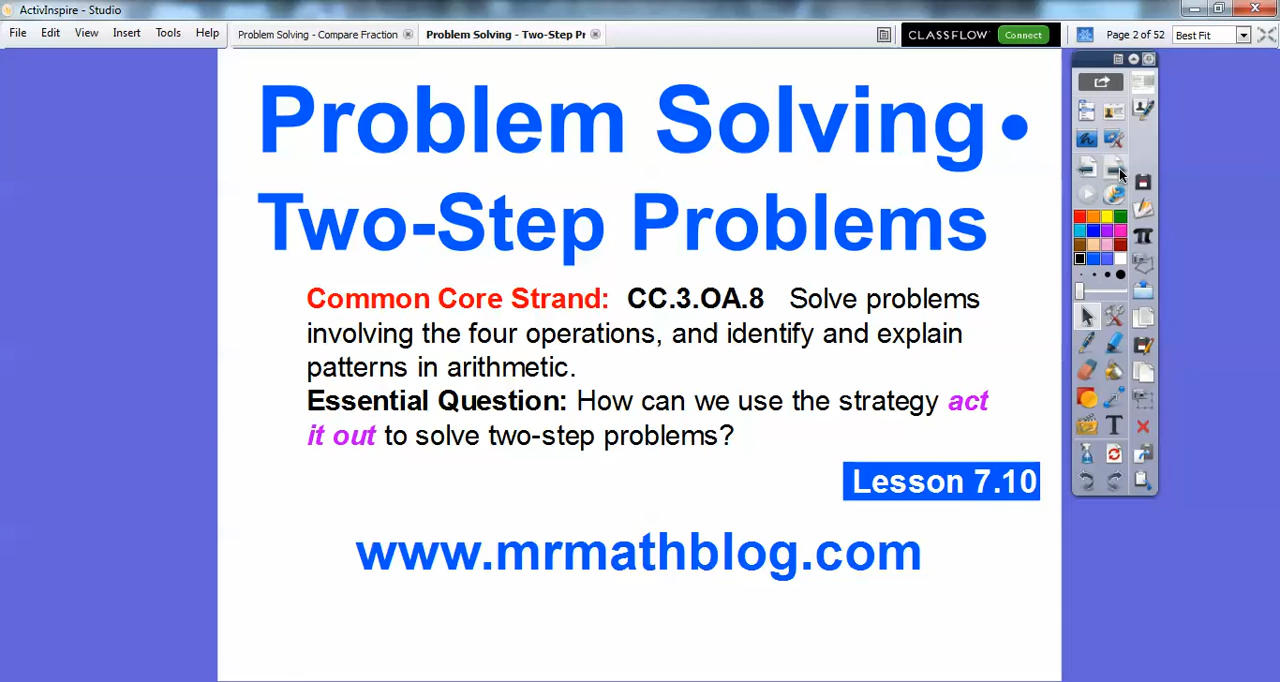 ActivInspire - Studio
File Edit View Insert Tools Help
Problem Solving - Compare Fraction
Problem Solving - Two-Step Pr
CLASSFLOW Connect
Page 2 of 52
Best Fit
Problem Solving •
Two-Step Problems
Common Core Strand: CC.3.OA.8 Solve problems
involving the four operations, and identify and explain
patterns in arithmetic.
Essential Question: How can we use the strategy act
it out to solve two-step problems?
Lesson 7.10
www.mrmathblog.com